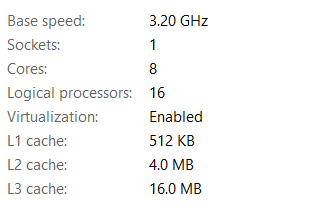 Base speed: 3.20 GHz
Sockets: 1
Cores: 8
Logical processors: 16
Virtualization: Enabled
L1 cache: 512 KB
L2 cache: 4.0 MB
L3 cache: 16.0 MB